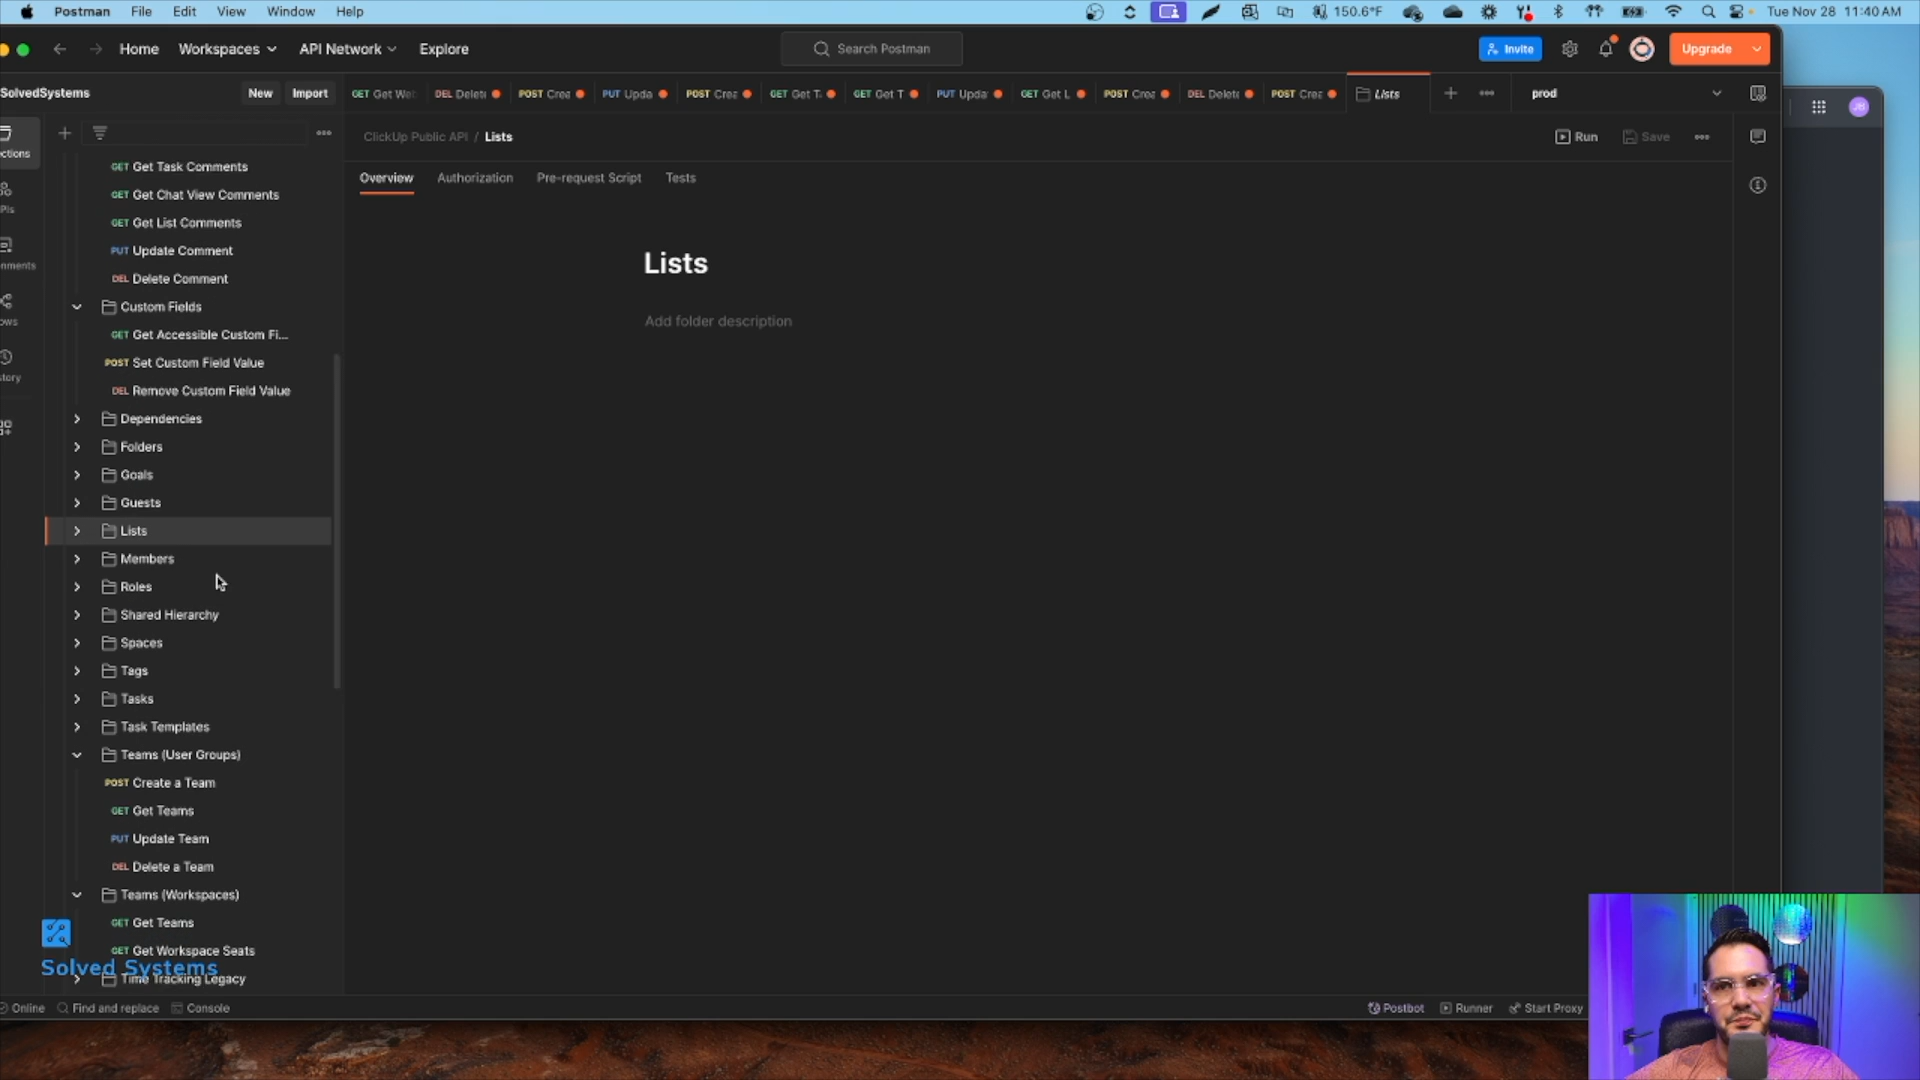 Postman File Edit View Window Help 150.6°F Tue Nov 28 11:40 AM
Home Workspaces API Network Explore Search Postman Invite Upgrade
SolvedSystems New Import GET Get We DEL Delet POST Crea PUT Upda POST Crea GET Get T GET Get T PUT Upda GET Get L POST Crea DEL Delet POST Crea Lists prod
ClickUp Public API / Lists Run Save
Overview Authorization Pre-request Script Tests
Lists
Add folder description
GET Get Task Comments
GET Get Chat View Comments
GET Get List Comments
PUT Update Comment
DEL Delete Comment
Custom Fields
GET Get Accessible Custom Fi...
POST Set Custom Field Value
DEL Remove Custom Field Value
Dependencies
Folders
Goals
Guests
Lists
Members
Roles
Shared Hierarchy
Spaces
Tags
Tasks
Task Templates
Teams (User Groups)
POST Create a Team
GET Get Teams
PUT Update Team
DEL Delete a Team
Teams (Workspaces)
GET Get Teams
GET Get Workspace Seats
Solved Systems
Time Tracking Legacy
Online Find and replace Console Postbot Runner Start Proxy